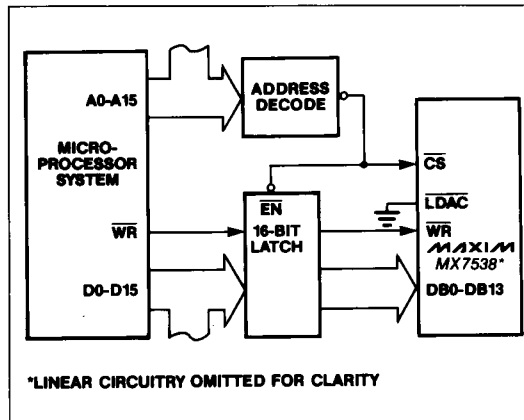 A0-A15
MICRO-
PROCESSOR
SYSTEM
WR
D0-D15
ADDRESS
DECODE
EN
16-BIT
LATCH
CS
LDAC
WR
MAXIM
MX7538*
DB0-DB13
*LINEAR CIRCUITRY OMITTED FOR CLARITY